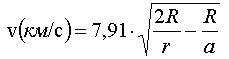 v(км/с) = 7,91 · √(2R/r − R/a)